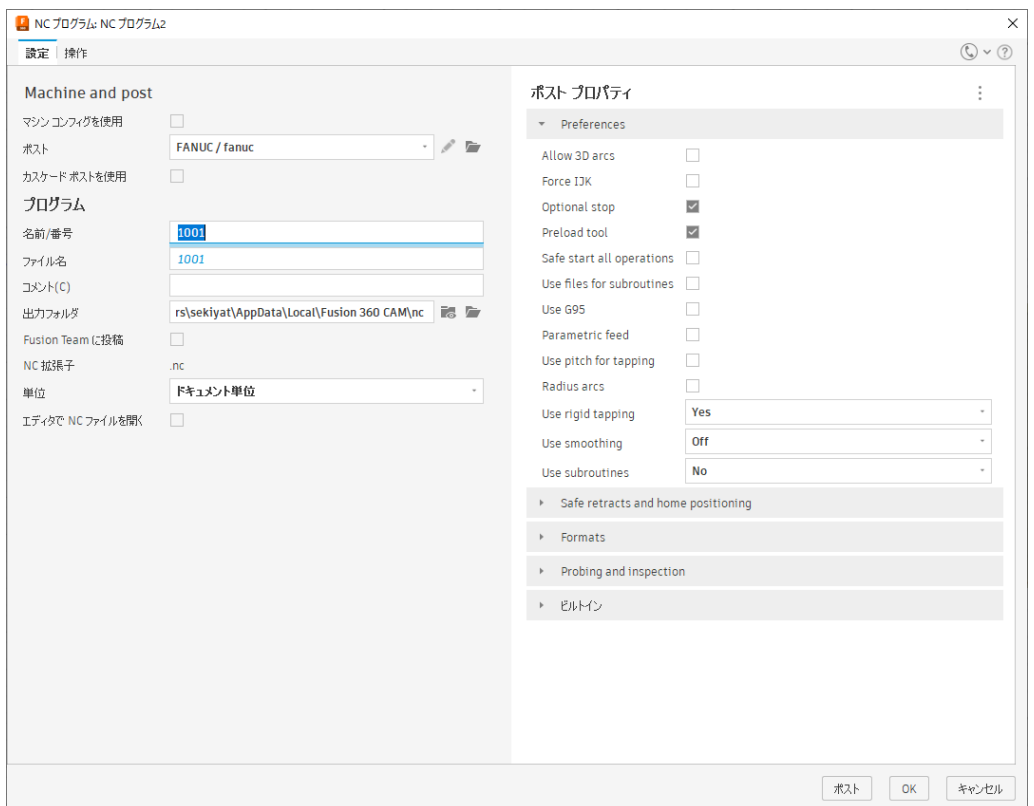 NC プログラム: NC プログラム2
設定 操作
Machine and post
マシン コンフィグを使用
ポスト FANUC / fanuc
カスケード ポストを使用
プログラム
名前/番号 1001
ファイル名 1001
コメント(C)
出力フォルダ rs\sekiyat\AppData\Local\Fusion 360 CAM\nc
Fusion Team に投稿
NC 拡張子 .nc
単位 ドキュメント単位
エディタで NC ファイルを開く
ポスト プロパティ
Preferences
Allow 3D arcs
Force IJK
Optional stop
Preload tool
Safe start all operations
Use files for subroutines
Use G95
Parametric feed
Use pitch for tapping
Radius arcs
Use rigid tapping Yes
Use smoothing Off
Use subroutines No
Safe retracts and home positioning
Formats
Probing and inspection
ビルトイン
ポスト OK キャンセル